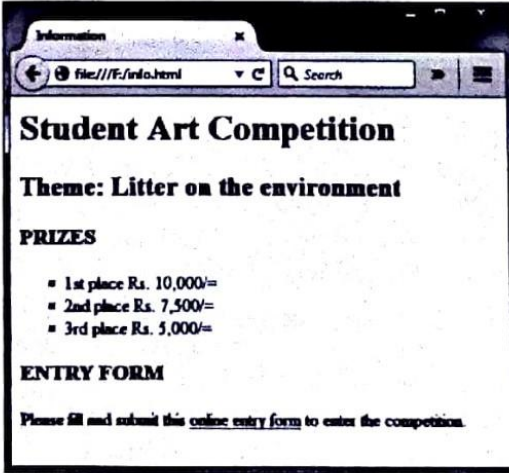 Information
file:///F:/info.html
Search
Student Art Competition
Theme: Litter on the environment
PRIZES
1st place Rs. 10,000/=
2nd place Rs. 7,500/=
3rd place Rs. 5,000/=
ENTRY FORM
Please fill and submit this online entry form to enter the competition.